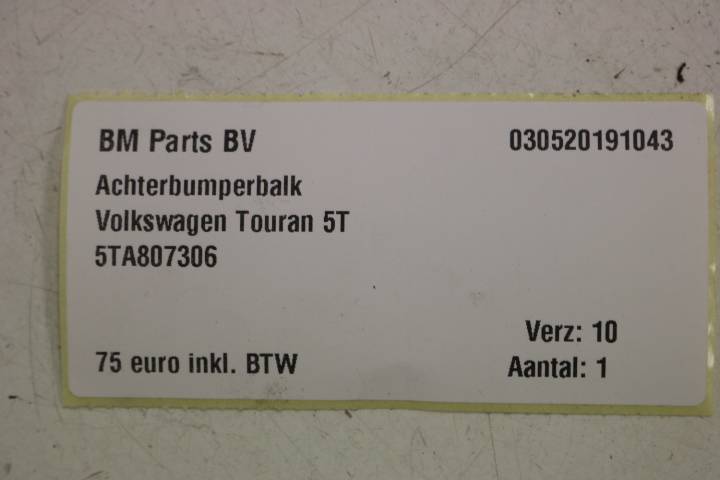 BM Parts BV 030520191043
Achterbumperbalk
Volkswagen Touran 5T
5TA807306
Verz: 10
75 euro inkl. BTW Aantal: 1